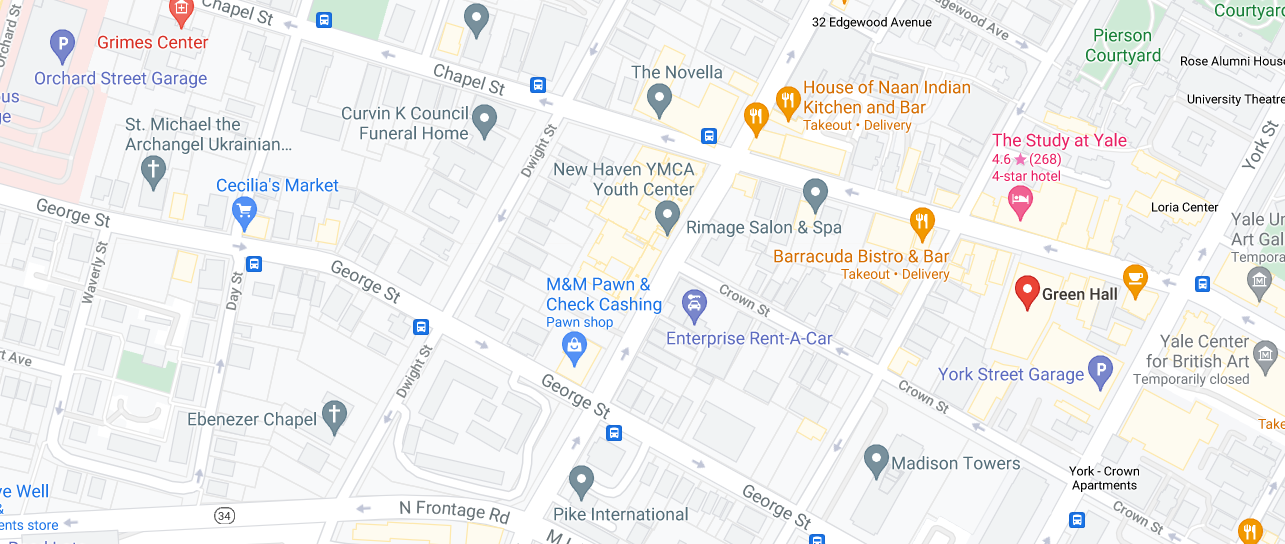 Chapel St
Grimes Center
Orchard St
Orchard Street Garage
32 Edgewood Avenue
Edgewood Ave
Courtyard
Pierson
Courtyard
Rose Alumni House
University Theatre
Chapel St
The Novella
House of Naan Indian
Kitchen and Bar
Takeout • Delivery
Curvin K Council
Funeral Home
St. Michael the
Archangel Ukrainian...
Dwight St
York St
The Study at Yale
4.6 ★ (268)
4-star hotel
New Haven YMCA
Youth Center
Cecilia's Market
George St
Loria Center
Yale Un
Art Gal
Tempora
Rimage Salon & Spa
Barracuda Bistro & Bar
Takeout • Delivery
Waverly St
Day St
George St
M&M Pawn &
Check Cashing
Pawn shop
Crown St
Green Hall
Enterprise Rent-A-Car
Yale Center
for British Art
Temporarily closed
York Street Garage
rt Ave
Dwight St
George St
Crown St
Ebenezer Chapel
Take
Madison Towers
York - Crown
Apartments
ve Well
&
ents store
34
N Frontage Rd
Pike International
George St
Crown St